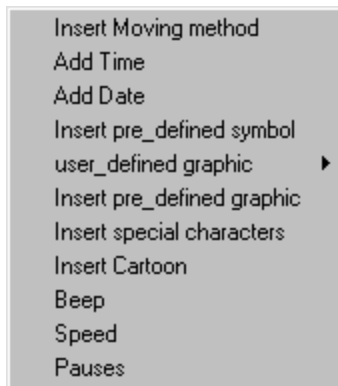 Insert Moving method
Add Time
Add Date
Insert pre_defined symbol
user_defined graphic
Insert pre_defined graphic
Insert special characters
Insert Cartoon
Beep
Speed
Pauses